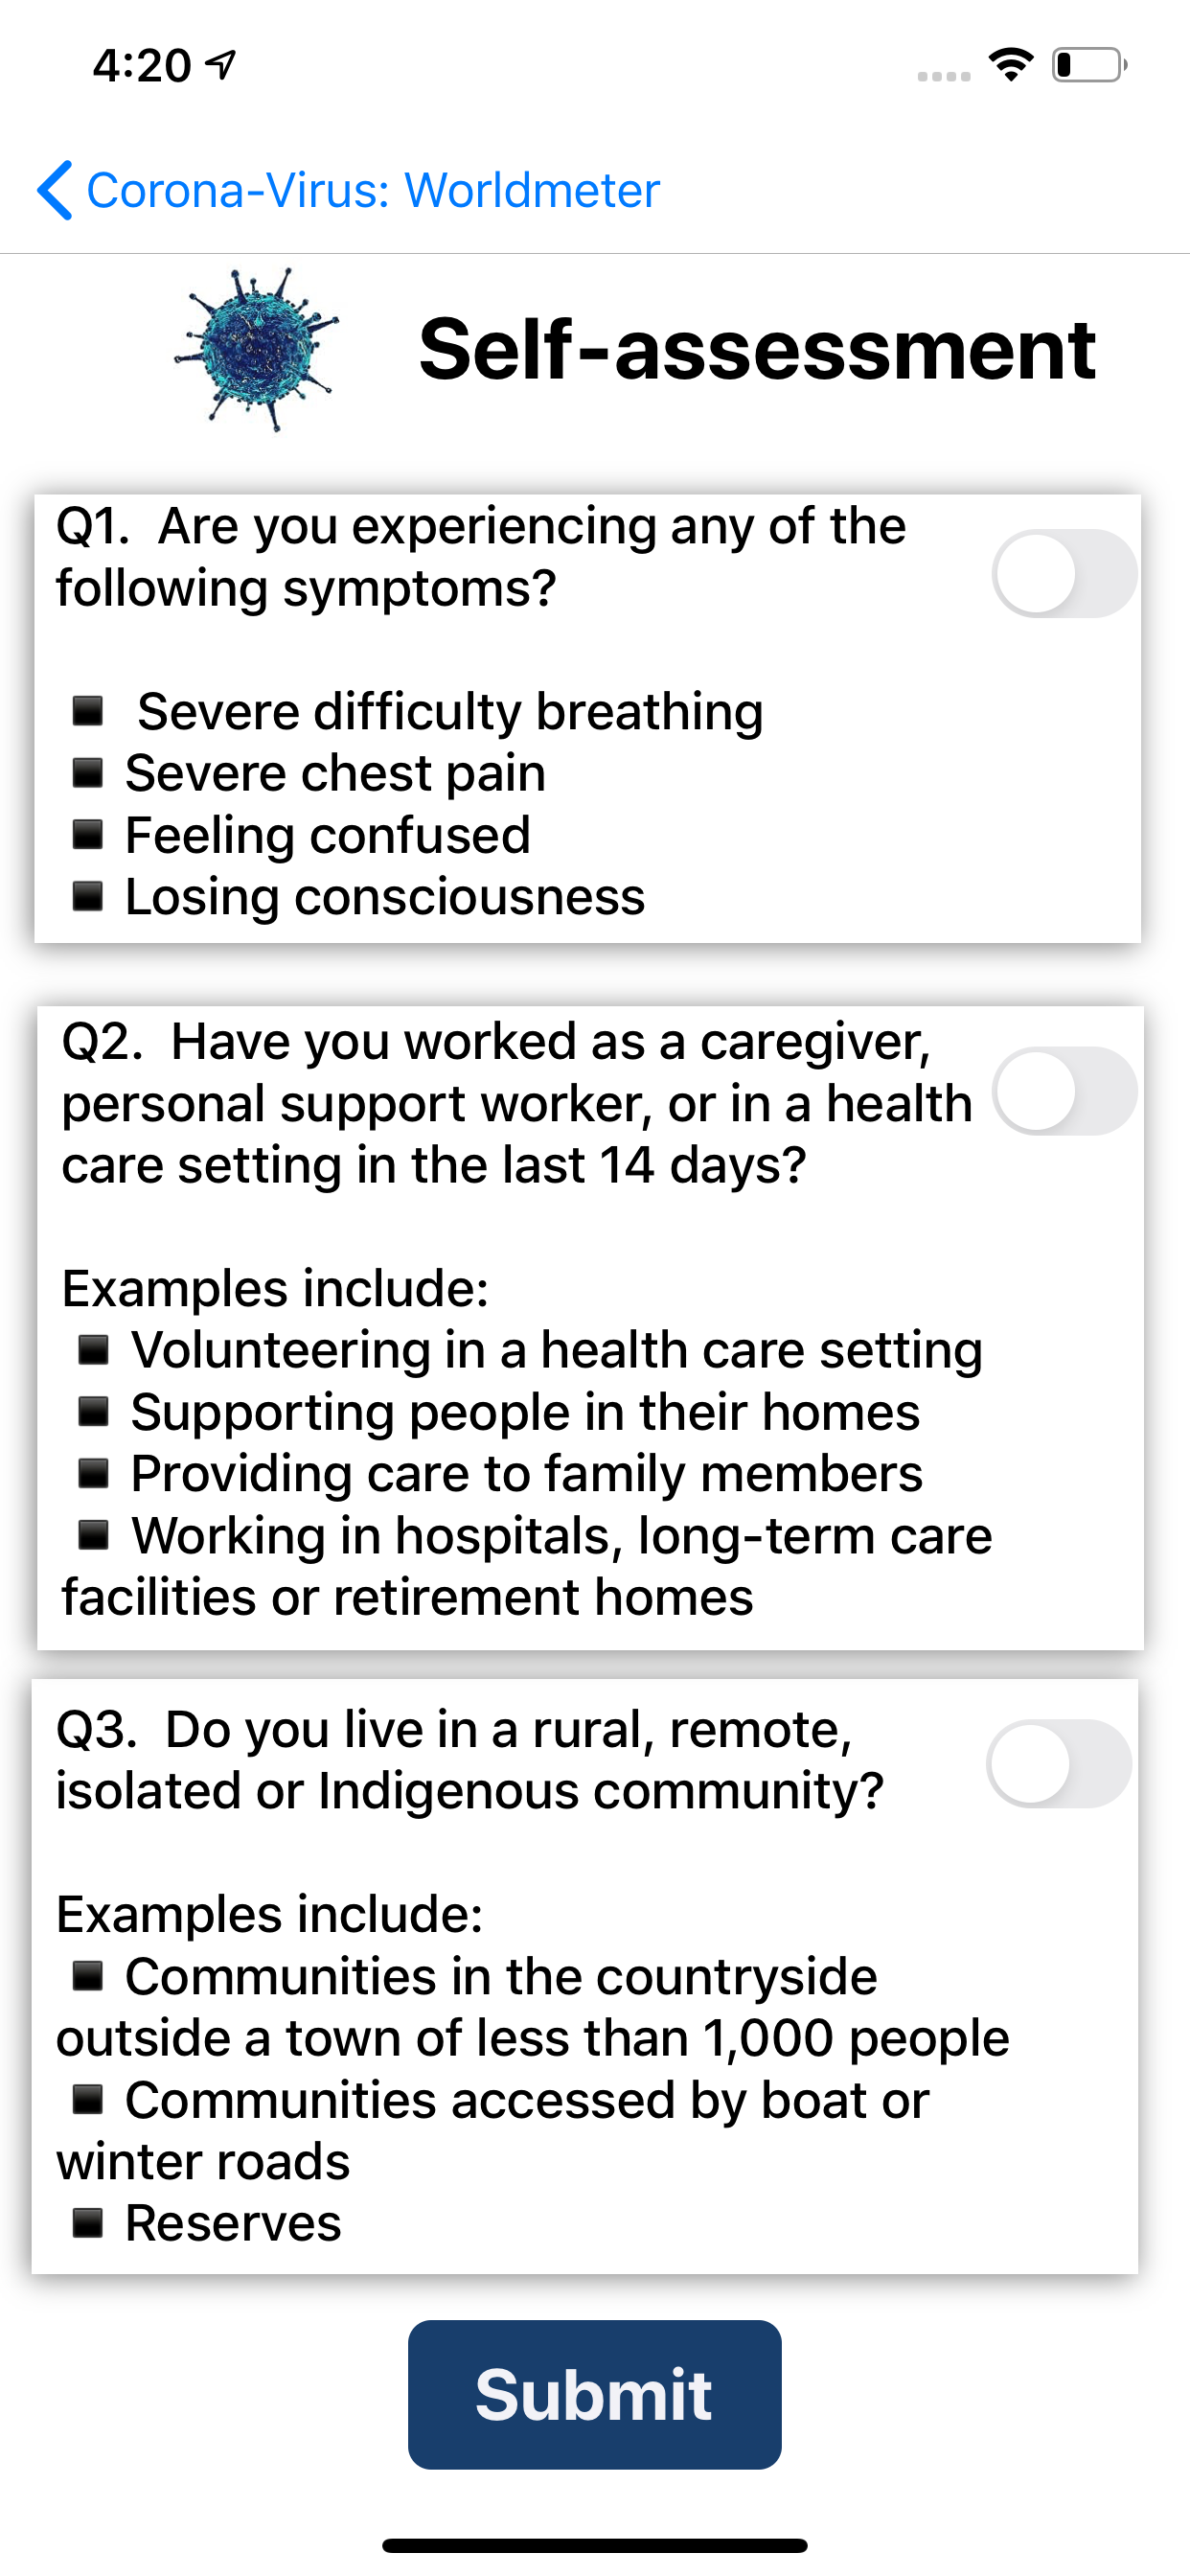 4:20
Corona-Virus: Worldmeter
Self-assessment
Q1.  Are you experiencing any of the
following symptoms?
▪️  Severe difficulty breathing
▪️ Severe chest pain
▪️ Feeling confused
▪️ Losing consciousness
Q2.  Have you worked as a caregiver,
personal support worker, or in a health
care setting in the last 14 days?
Examples include:
▪️ Volunteering in a health care setting
▪️ Supporting people in their homes
▪️ Providing care to family members
▪️ Working in hospitals, long-term care
facilities or retirement homes
Q3.  Do you live in a rural, remote,
isolated or Indigenous community?
Examples include:
▪️ Communities in the countryside
outside a town of less than 1,000 people
▪️ Communities accessed by boat or
winter roads
▪️ Reserves
Submit